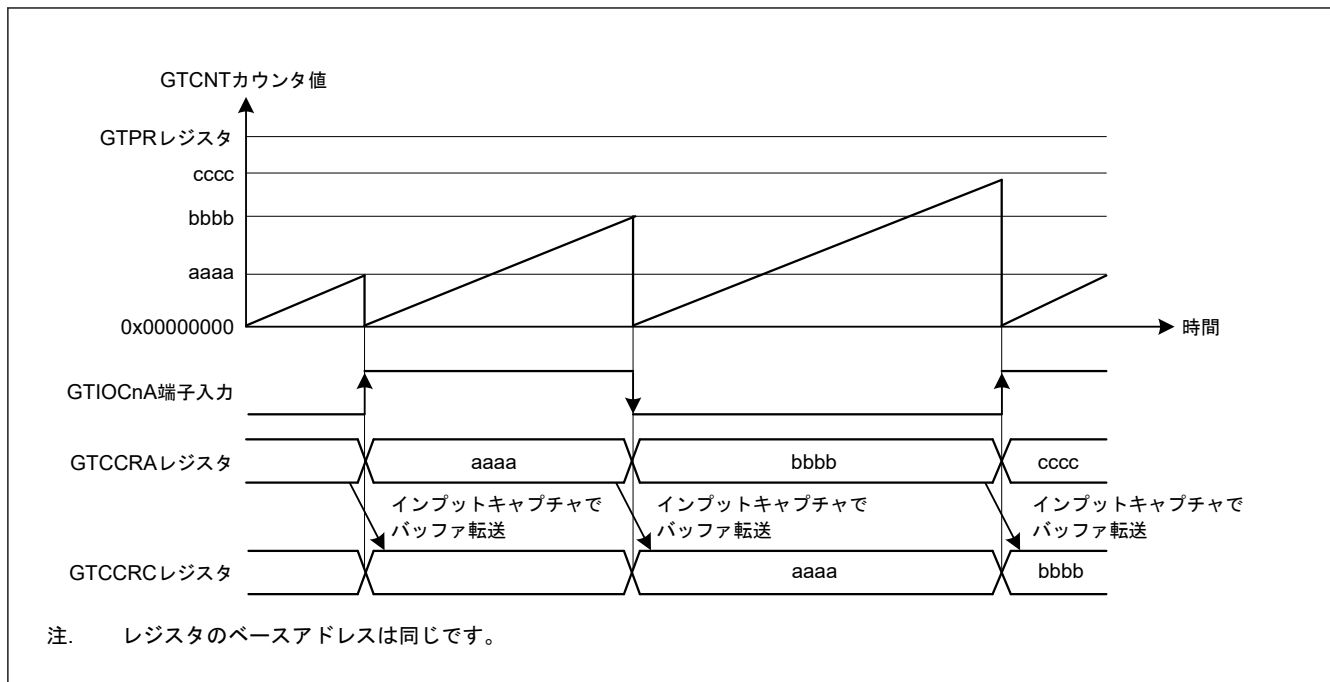 GTCNTカウンタ値
GTPRレジスタ
cccc
bbbb
aaaa
0x00000000
時間
GTIOCnA端子入力
GTCCRAレジスタ
aaaa
bbbb
cccc
インプットキャプチャで
バッファ転送
インプットキャプチャで
バッファ転送
インプットキャプチャで
バッファ転送
GTCCRCレジスタ
aaaa
bbbb
注. レジスタのベースアドレスは同じです。